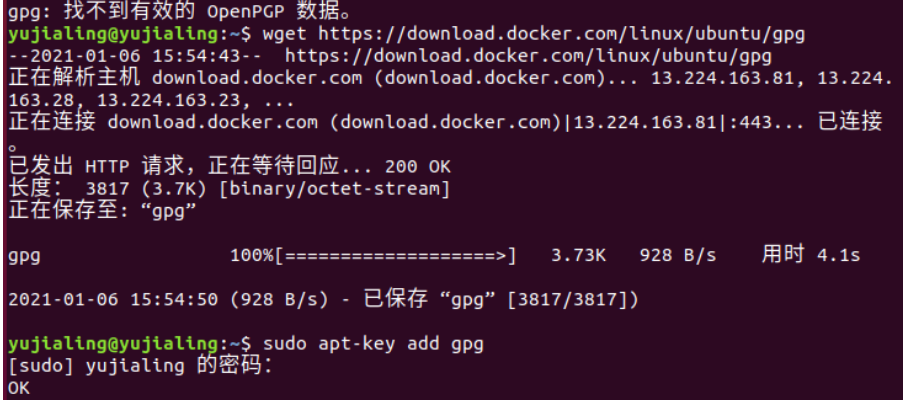 gpg: 找不到有效的 OpenPGP 数据。
yujialing@yujialing:~$ wget https://download.docker.com/linux/ubuntu/gpg
--2021-01-06 15:54:43--  https://download.docker.com/linux/ubuntu/gpg
正在解析主机 download.docker.com (download.docker.com)... 13.224.163.81, 13.224.
163.28, 13.224.163.23, ...
正在连接 download.docker.com (download.docker.com)|13.224.163.81|:443... 已连接
。
已发出 HTTP 请求，正在等待回应... 200 OK
长度： 3817 (3.7K) [binary/octet-stream]
正在保存至: “gpg”
gpg 100%[===================>] 3.73K 928 B/s 用时 4.1s
2021-01-06 15:54:50 (928 B/s) - 已保存 “gpg” [3817/3817])
yujialing@yujialing:~$ sudo apt-key add gpg
[sudo] yujialing 的密码：
OK